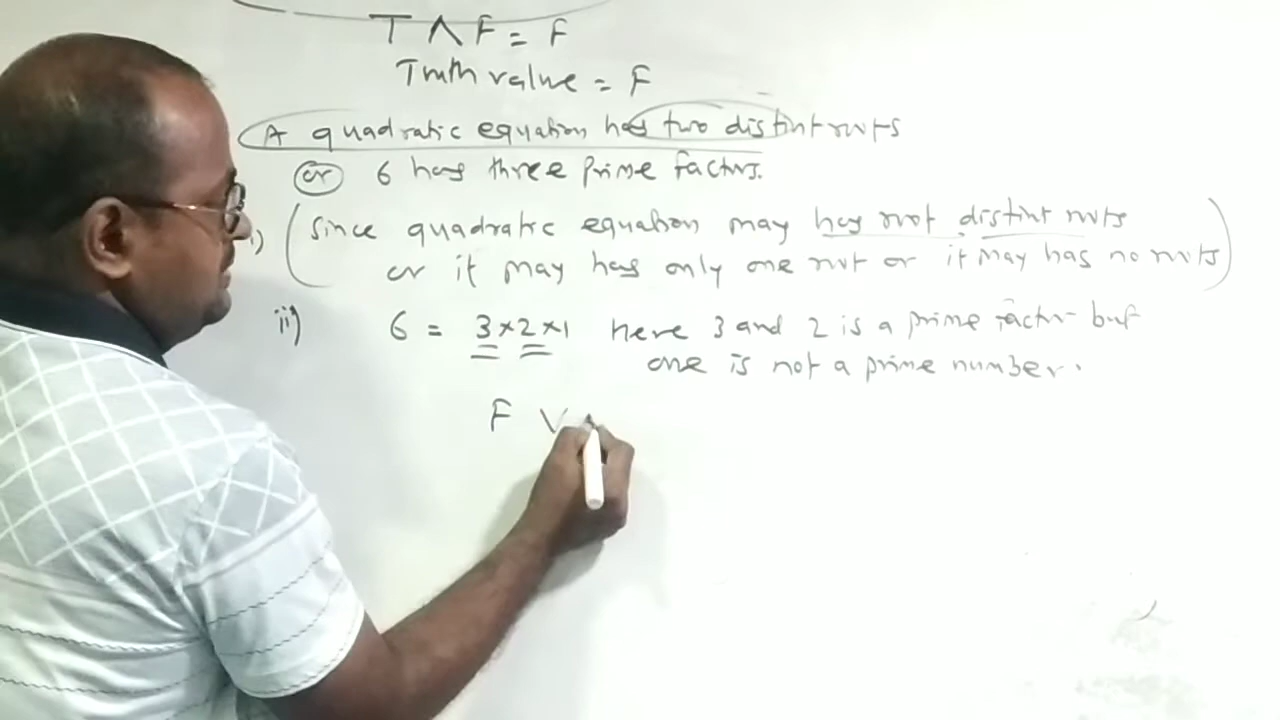 T ∧ F = F
Truth value = F
A quadratic equation has two distint roots
or 6 has three prime factors.
i) (Since quadratic equation may has not distint roots
or it may has only one root or it may has no roots)
ii) 6 = 3×2×1 here 3 and 2 is a prime factor but
one is not a prime number.
F ∨